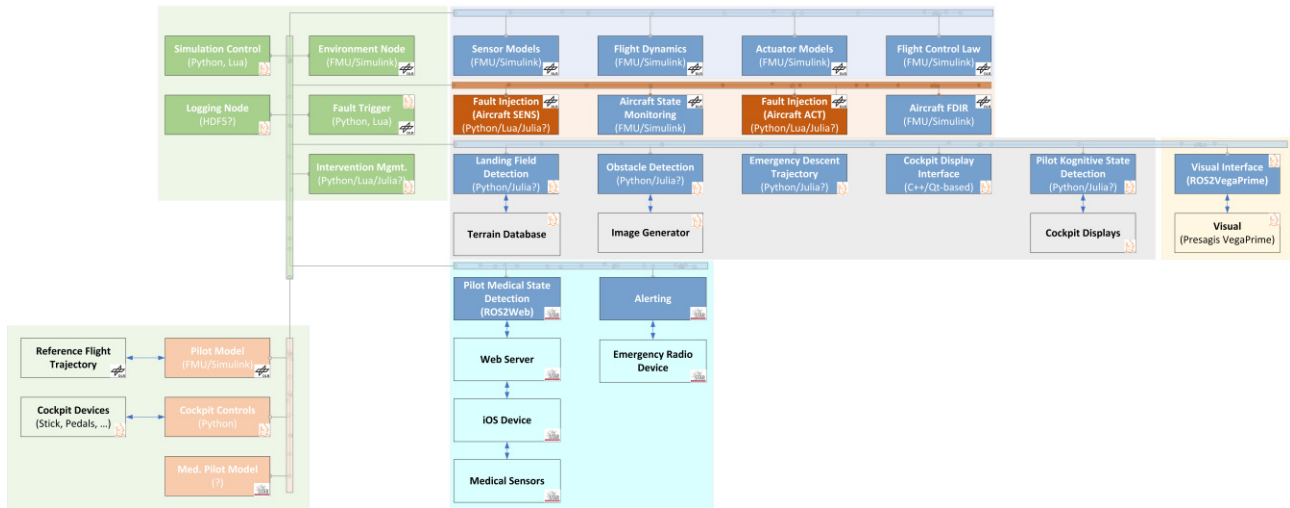 Simulation Control
(Python, Lua)
Environment Node
(FMU/Simulink)
Sensor Models
(FMU/Simulink)
Flight Dynamics
(FMU/Simulink)
Actuator Models
(FMU/Simulink)
Flight Control Law
(FMU/Simulink)
Logging Node
(HDF5?)
Fault Trigger
(Python, Lua)
Fault Injection
(Aircraft SENS)
(Python/Lua/Julia?)
Aircraft State
Monitoring
(FMU/Simulink)
Fault Injection
(Aircraft ACT)
(Python/Lua/Julia?)
Aircraft FDIR
(FMU/Simulink)
Intervention Mgmt.
(Python/Lua/Julia?)
Landing Field
Detection
(Python/Julia?)
Obstacle Detection
(Python/Julia?)
Emergency Descent
Trajectory
(Python/Julia?)
Cockpit Display
Interface
(C++/Qt-based)
Pilot Kognitive State
Detection
(Python/Julia?)
Visual Interface
(ROS2VegaPrime)
Terrain Database
Image Generator
Cockpit Displays
Visual
(Presagis VegaPrime)
Pilot Medical State
Detection
(ROS2Web)
Alerting
Reference Flight
Trajectory
Pilot Model
(FMU/Simulink)
Web Server
Emergency Radio
Device
Cockpit Devices
(Stick, Pedals, ...)
Cockpit Controls
(Python)
iOS Device
Med. Pilot Model
(?)
Medical Sensors